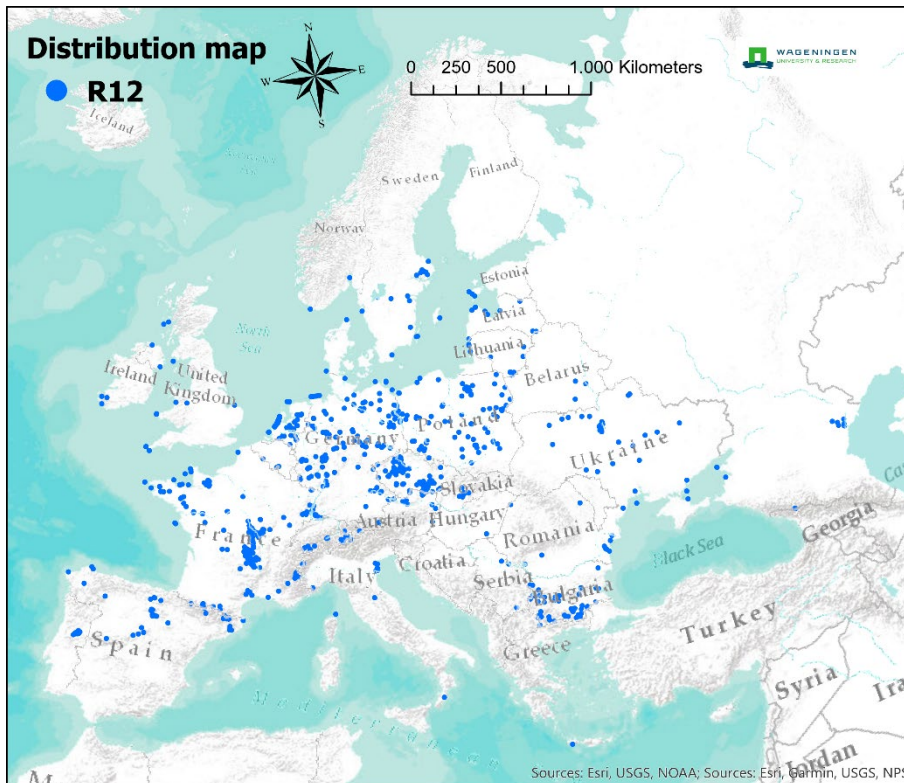 Distribution map
R12
N
W E
S
0 250 500 1.000 Kilometers
WAGENINGEN
UNIVERSITY & RESEARCH
Iceland
Sweden
Finland
Norway
Estonia
North
Sea
Latvia
Lithuania
Ireland
United
Kingdom
Belarus
Germany
Poland
Ukraine
Slovakia
France
Austria
Hungary
Romania
Italy
Croatia
Serbia
Black Sea
Georgia
Bulgaria
Spain
Greece
Turkey
Syria
Mediterranean
Jordan
Sources: Esri, USGS, NOAA; Sources: Esri, Garmin, USGS, NPS